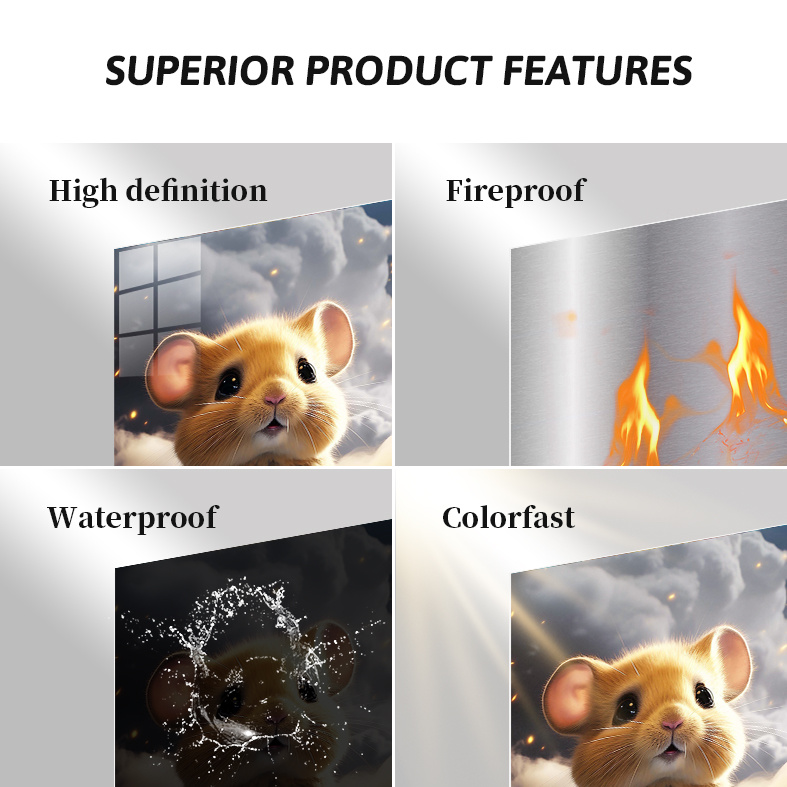 SUPERIOR PRODUCT FEATURES
High definition
Fireproof
Waterproof
Colorfast